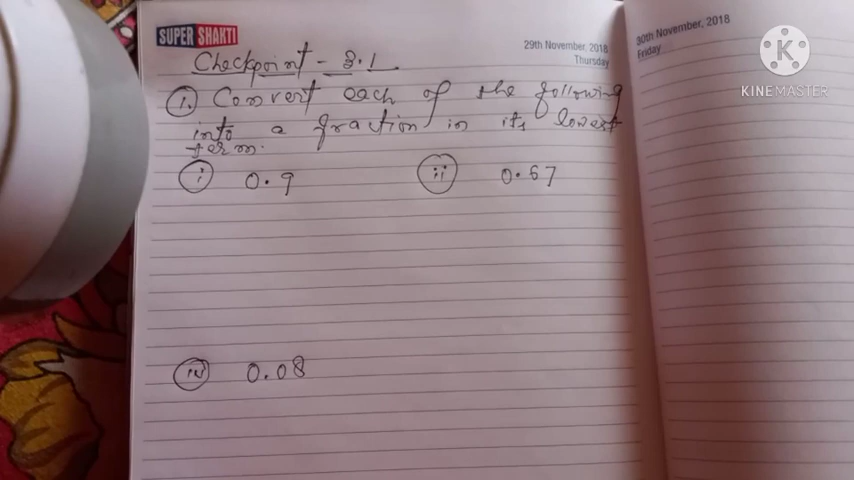 SUPER SHAKTI
29th November, 2018
Thursday
30th November, 2018
Friday
K
KINEMASTER
Checkpoint - 3.1
1. Convert each of the following
into a fraction in its lowest
term.
i 0.9 ii 0.67
iv 0.08